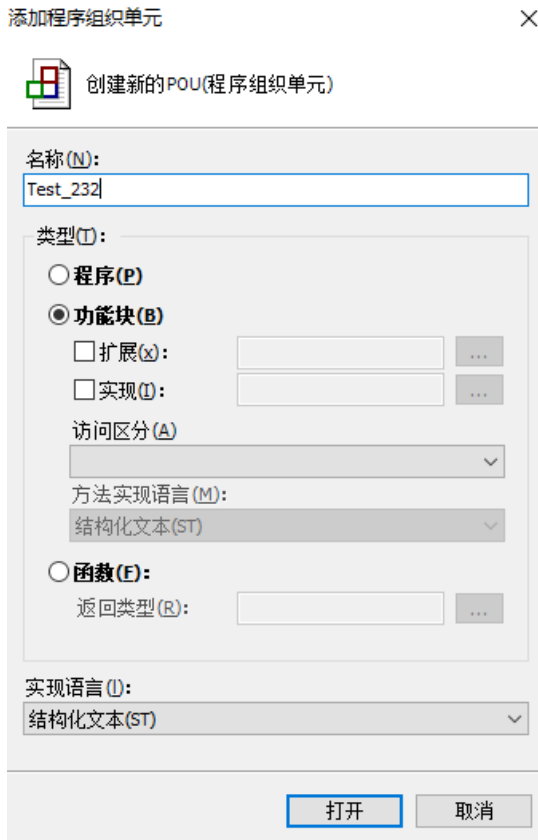 添加程序组织单元
创建新的POU(程序组织单元)
名称(N):
Test_232
类型(T):
程序(P)
功能块(B)
扩展(x):
...
实现(I):
...
访问区分(A)
方法实现语言(M):
结构化文本(ST)
函数(F):
返回类型(R):
...
实现语言(I):
结构化文本(ST)
打开
取消